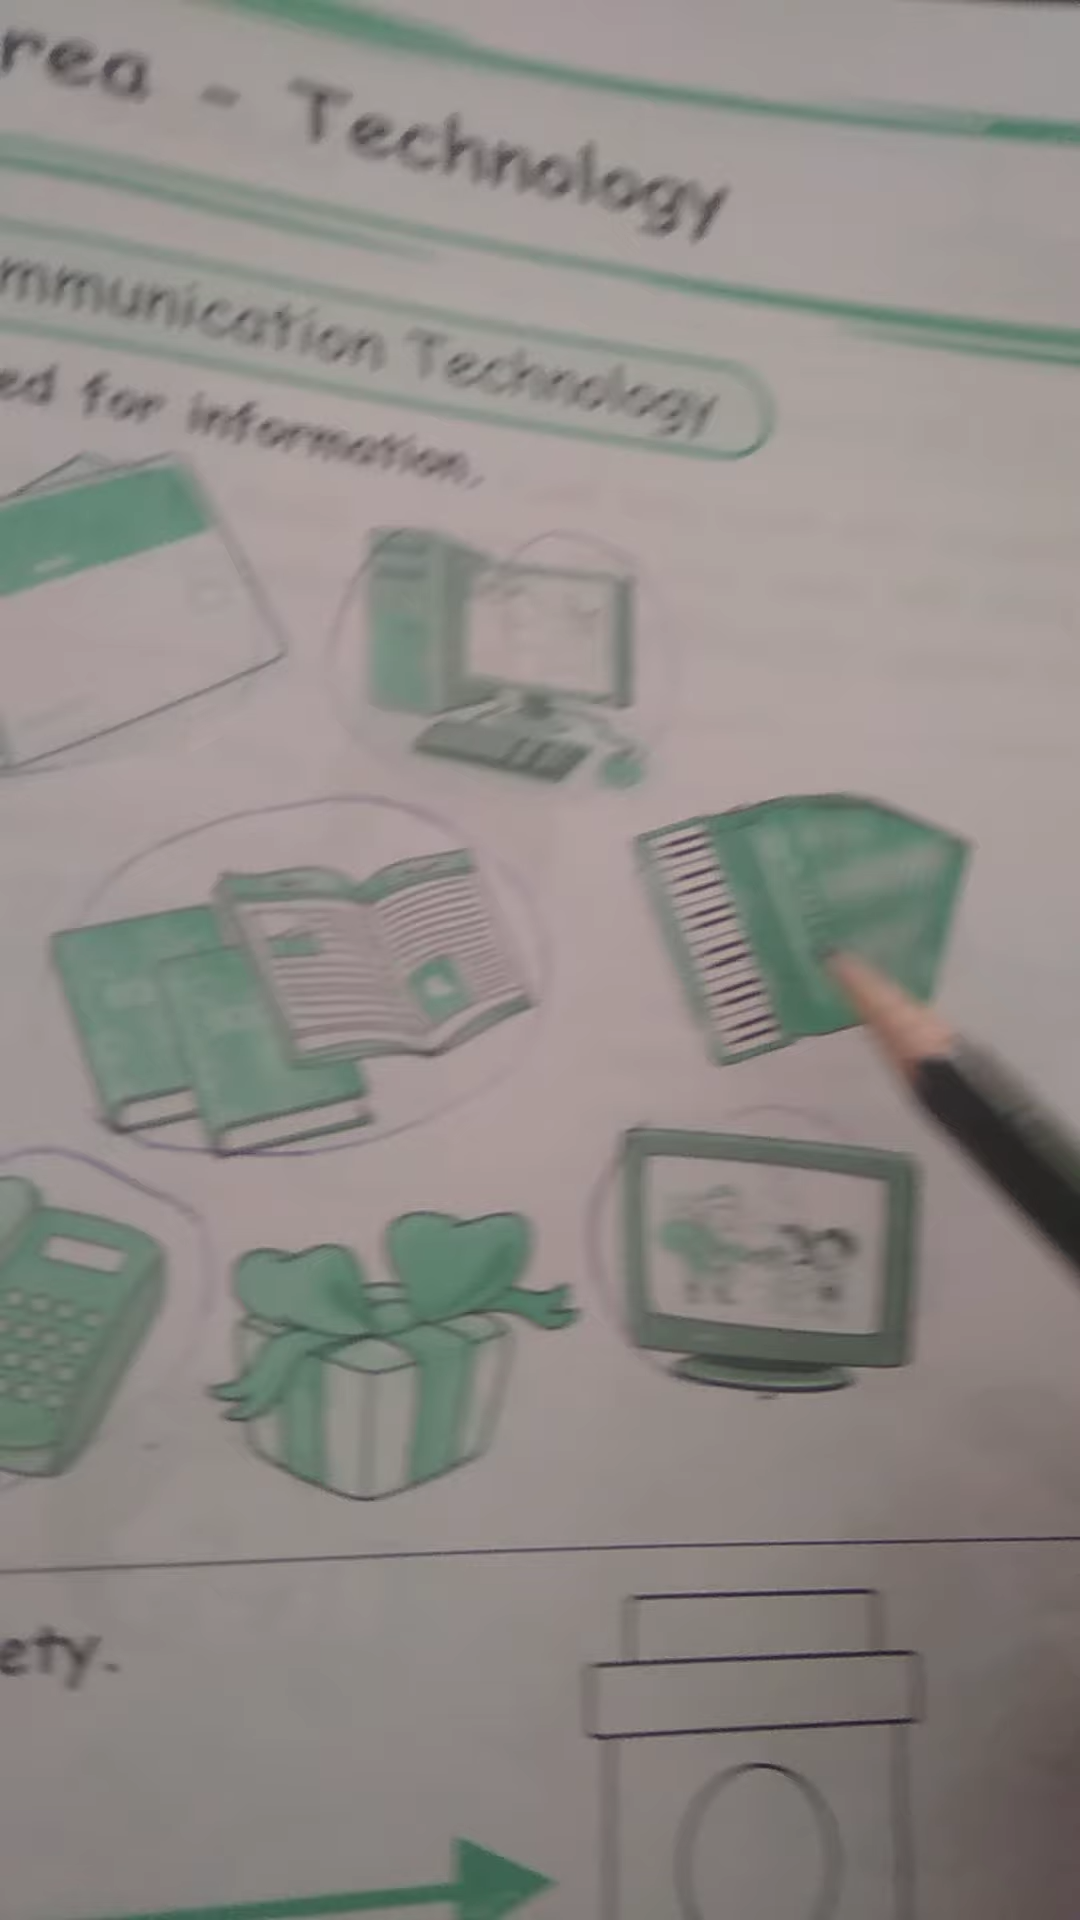 rea - Technology
mmunication Technology
ed for information.
ety.